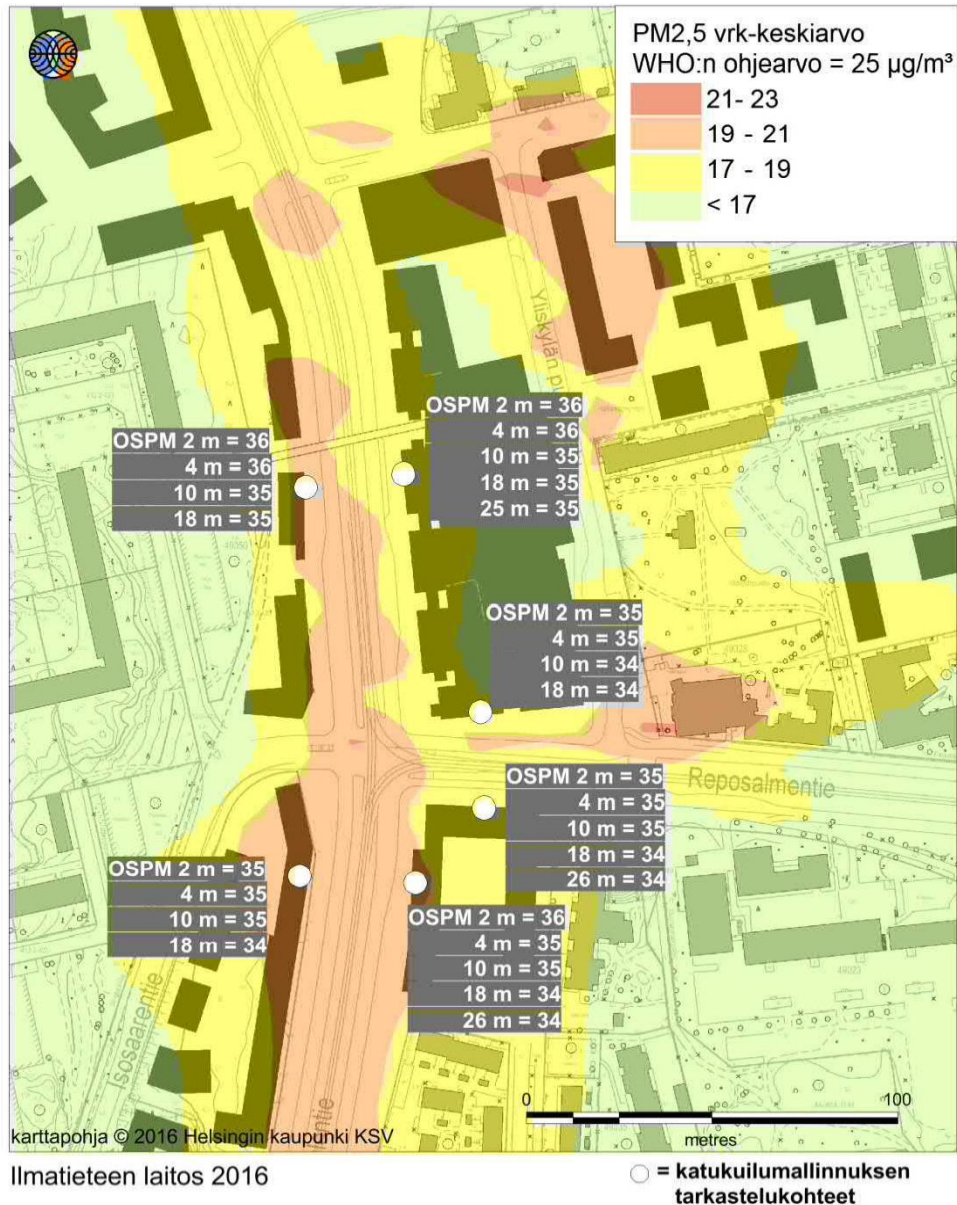 PM2,5 vrk-keskiarvo
WHO:n ohjearvo = 25 µg/m³
21- 23
19 - 21
17 - 19
< 17
Yliskylän
OSPM 2 m = 36
4 m = 36
10 m = 35
18 m = 35
25 m = 35
OSPM 2 m = 36
4 m = 36
10 m = 35
18 m = 35
OSPM 2 m = 35
4 m = 35
10 m = 34
18 m = 34
Reposalmentie
OSPM 2 m = 35
4 m = 35
10 m = 35
18 m = 34
26 m = 34
OSPM 2 m = 35
4 m = 35
10 m = 35
18 m = 34
OSPM 2 m = 36
4 m = 35
10 m = 35
18 m = 34
26 m = 34
Isosaarentie
0 100
metres
karttapohja © 2016 Helsingin kaupunki KSV
Ilmatieteen laitos 2016
= katukuilumallinnuksen
tarkastelukohteet